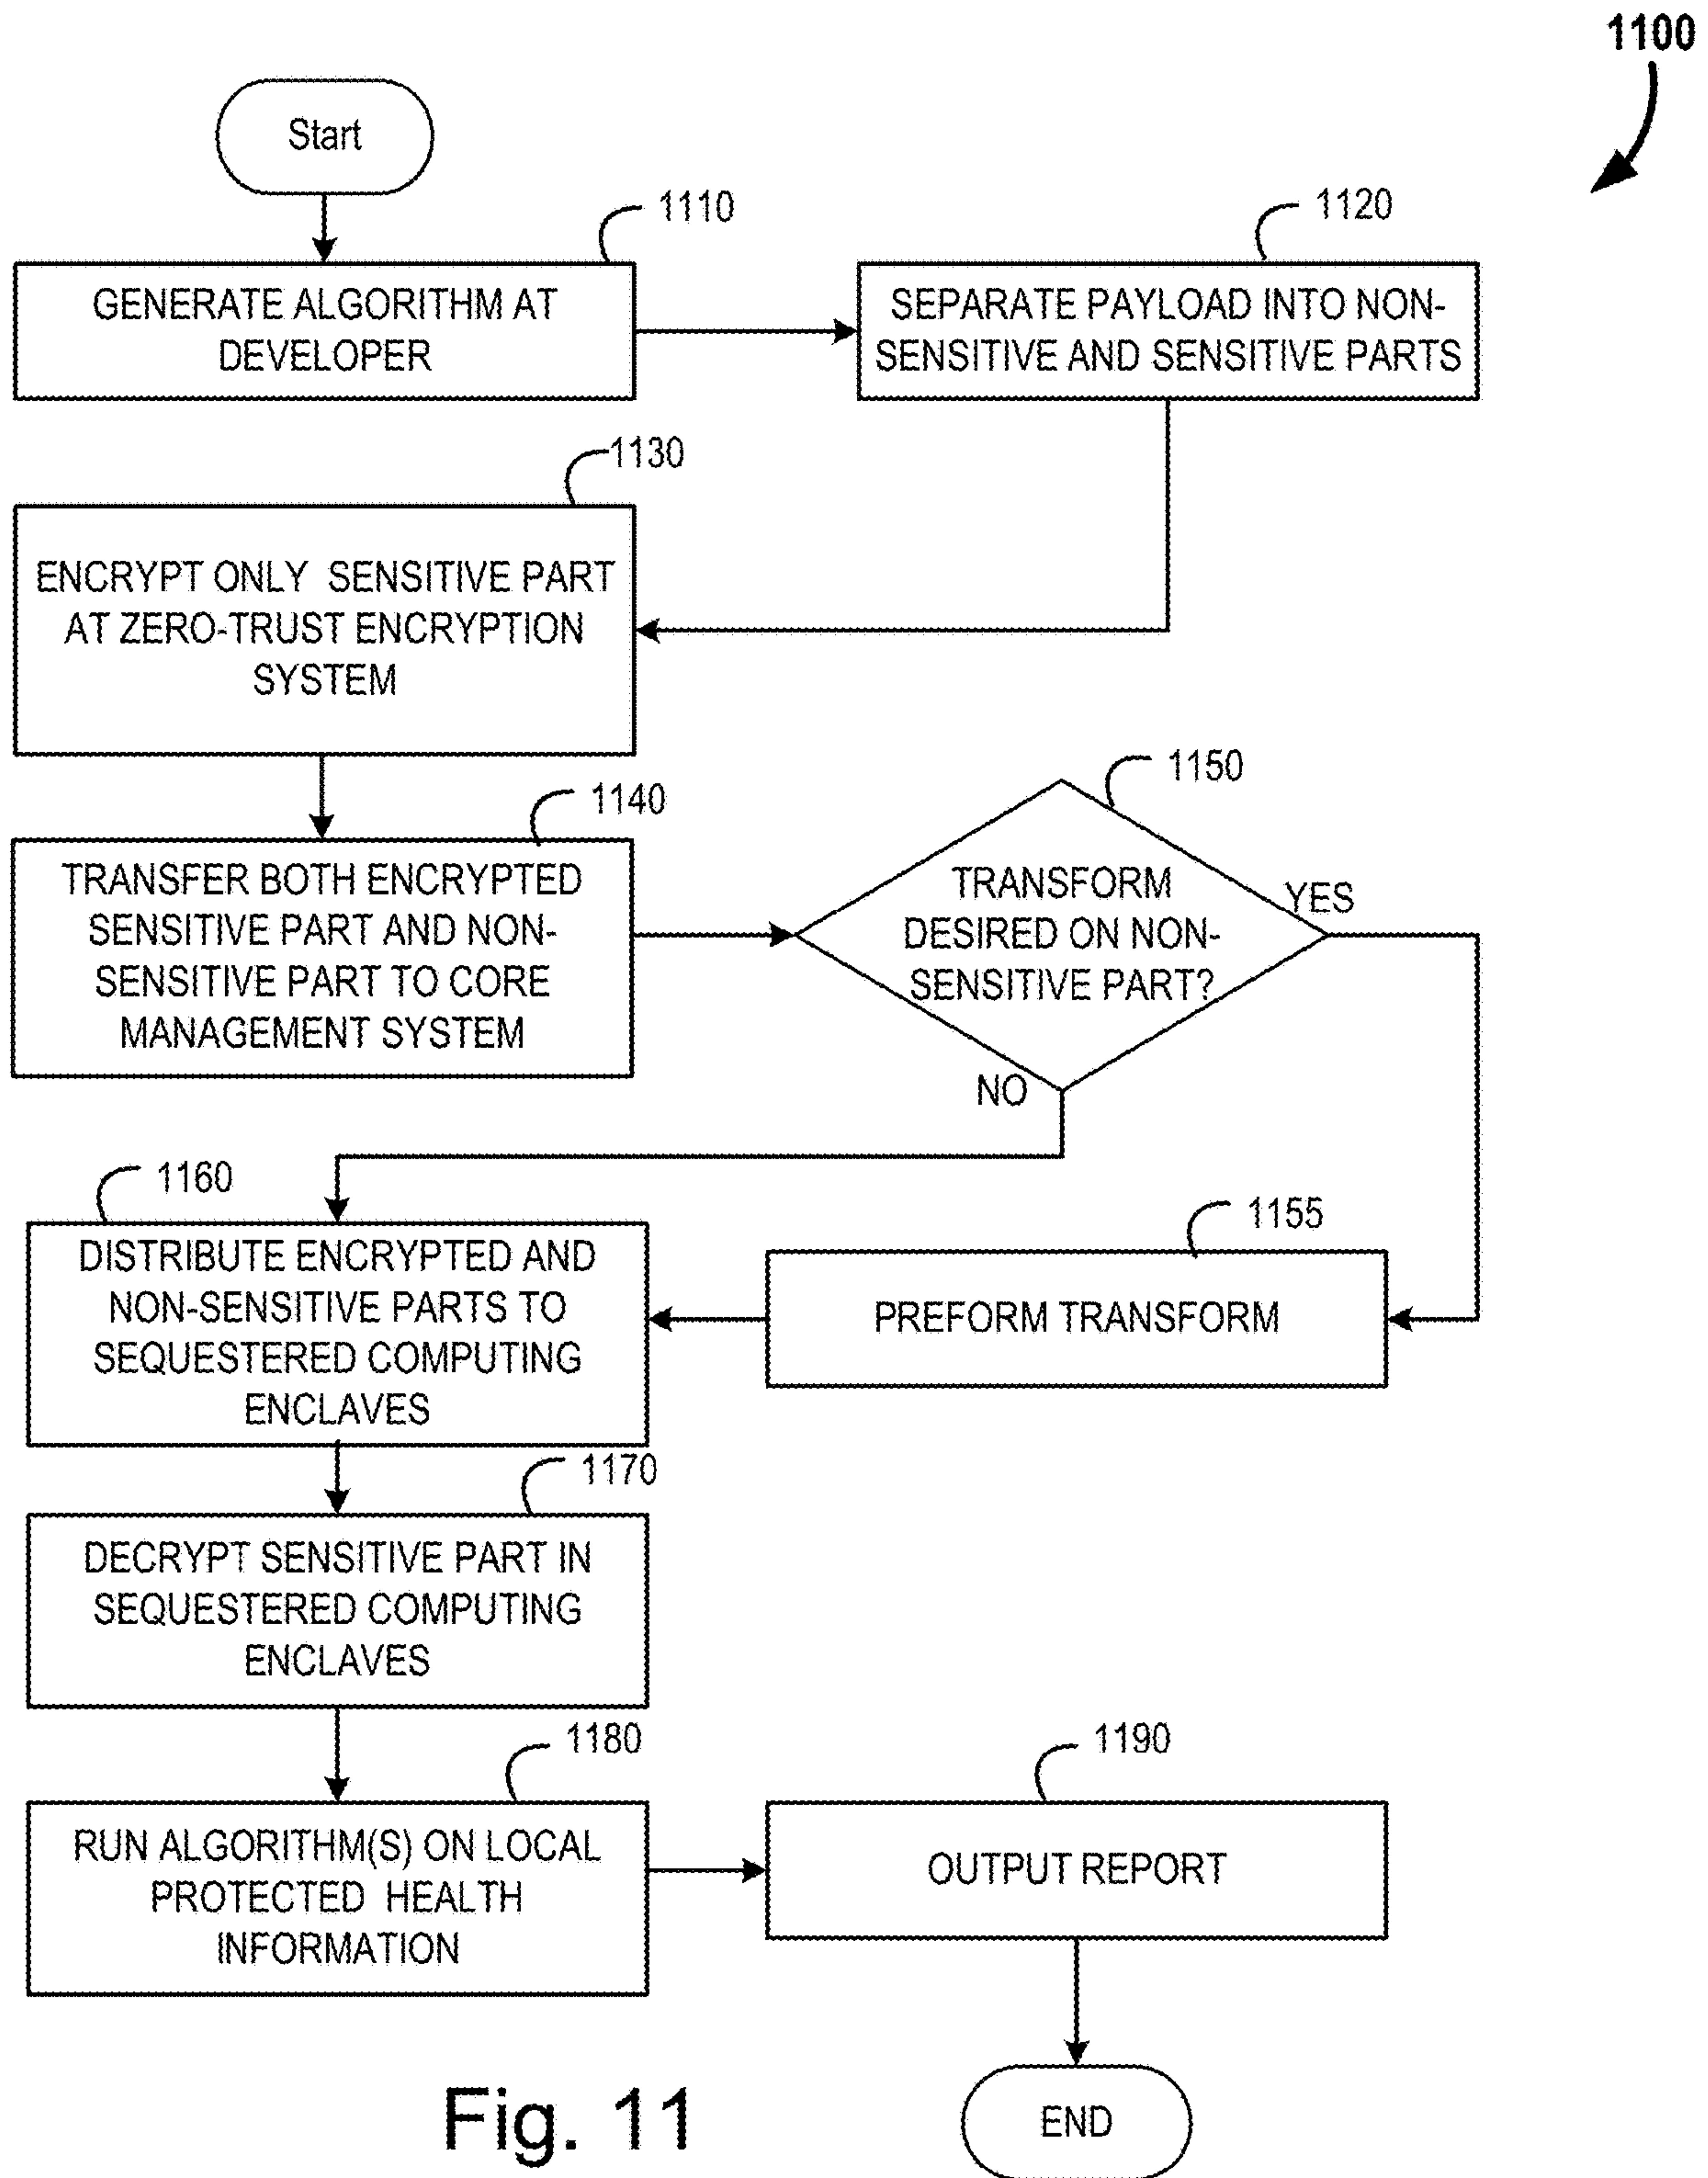 1100
Start
1110
GENERATE ALGORITHM AT
DEVELOPER
1120
SEPARATE PAYLOAD INTO NON-
SENSITIVE AND SENSITIVE PARTS
1130
ENCRYPT ONLY SENSITIVE PART
AT ZERO-TRUST ENCRYPTION
SYSTEM
1140
TRANSFER BOTH ENCRYPTED
SENSITIVE PART AND NON-
SENSITIVE PART TO CORE
MANAGEMENT SYSTEM
1150
TRANSFORM
DESIRED ON NON-
SENSITIVE PART?
YES
NO
1160
DISTRIBUTE ENCRYPTED AND
NON-SENSITIVE PARTS TO
SEQUESTERED COMPUTING
ENCLAVES
1155
PREFORM TRANSFORM
1170
DECRYPT SENSITIVE PART IN
SEQUESTERED COMPUTING
ENCLAVES
1180
RUN ALGORITHM(S) ON LOCAL
PROTECTED HEALTH
INFORMATION
1190
OUTPUT REPORT
END
Fig. 11